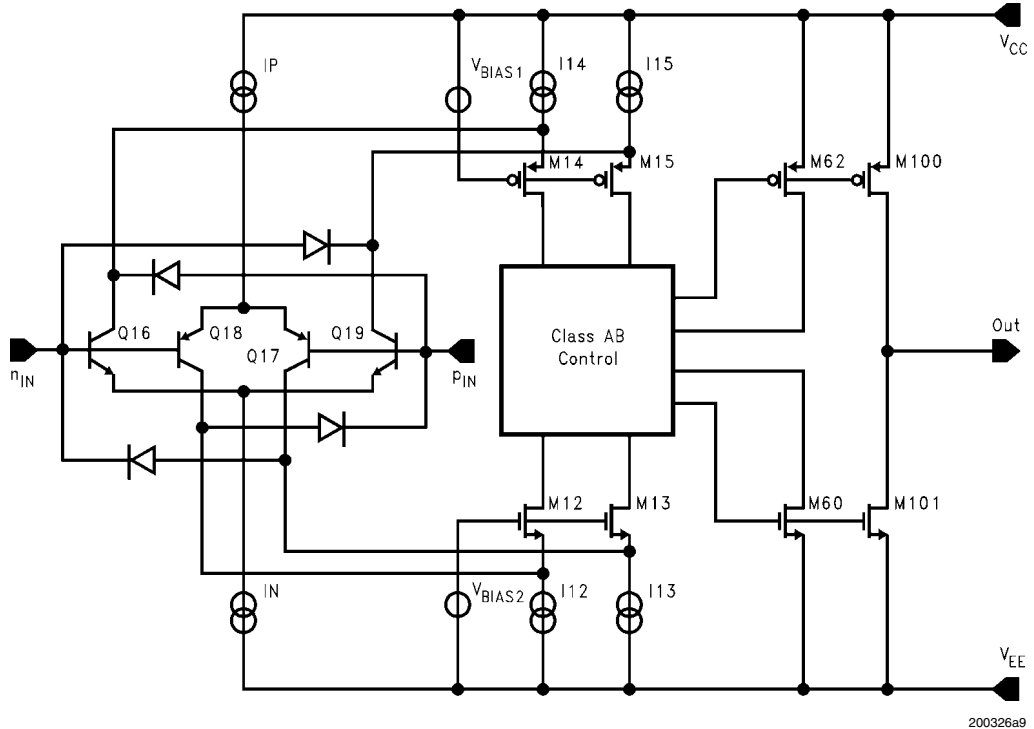 V_CC
IP
V_BIAS1
I14
I15
M14
M15
M62
M100
Q16
Q18
Q17
Q19
n_IN
p_IN
Class AB
Control
Out
M12
M13
M60
M101
IN
V_BIAS2
I12
I13
V_EE
200326a9